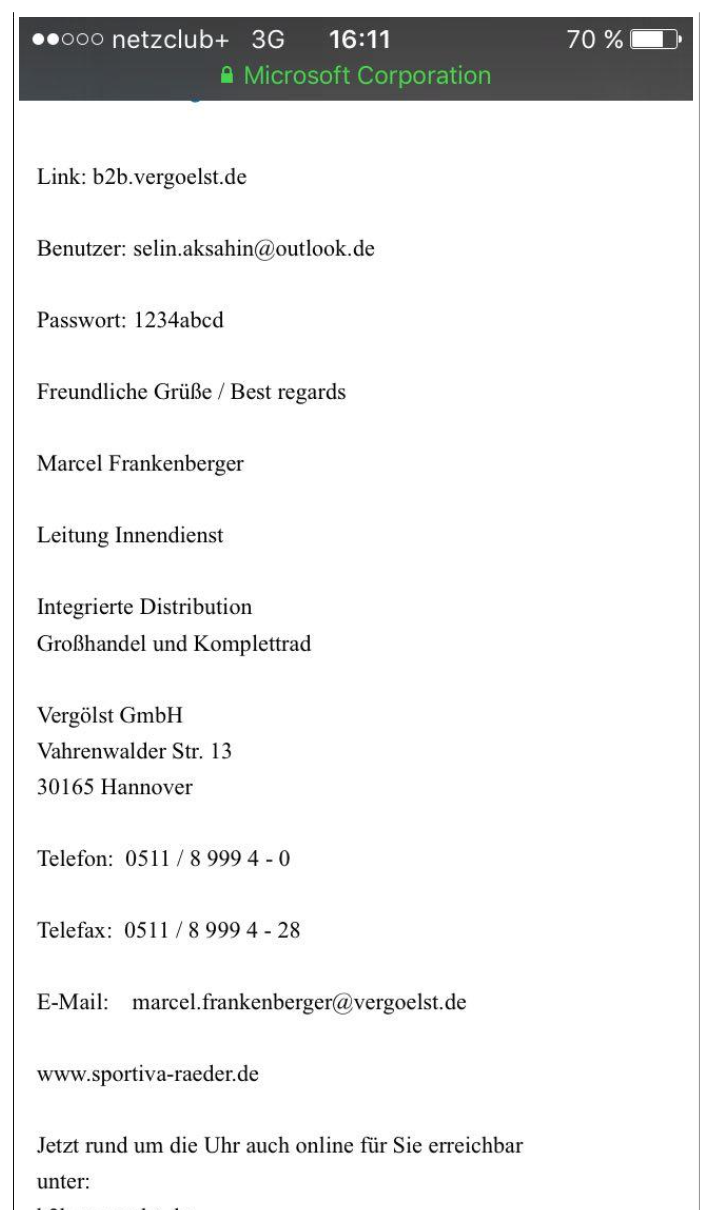 netzclub+ 3G 16:11 70 %
Microsoft Corporation
Link: b2b.vergoelst.de
Benutzer: selin.aksahin@outlook.de
Passwort: 1234abcd
Freundliche Grüße / Best regards
Marcel Frankenberger
Leitung Innendienst
Integrierte Distribution
Großhandel und Komplettrad
Vergölst GmbH
Vahrenwalder Str. 13
30165 Hannover
Telefon: 0511 / 8 999 4 - 0
Telefax: 0511 / 8 999 4 - 28
E-Mail: marcel.frankenberger@vergoelst.de
www.sportiva-raeder.de
Jetzt rund um die Uhr auch online für Sie erreichbar
unter: